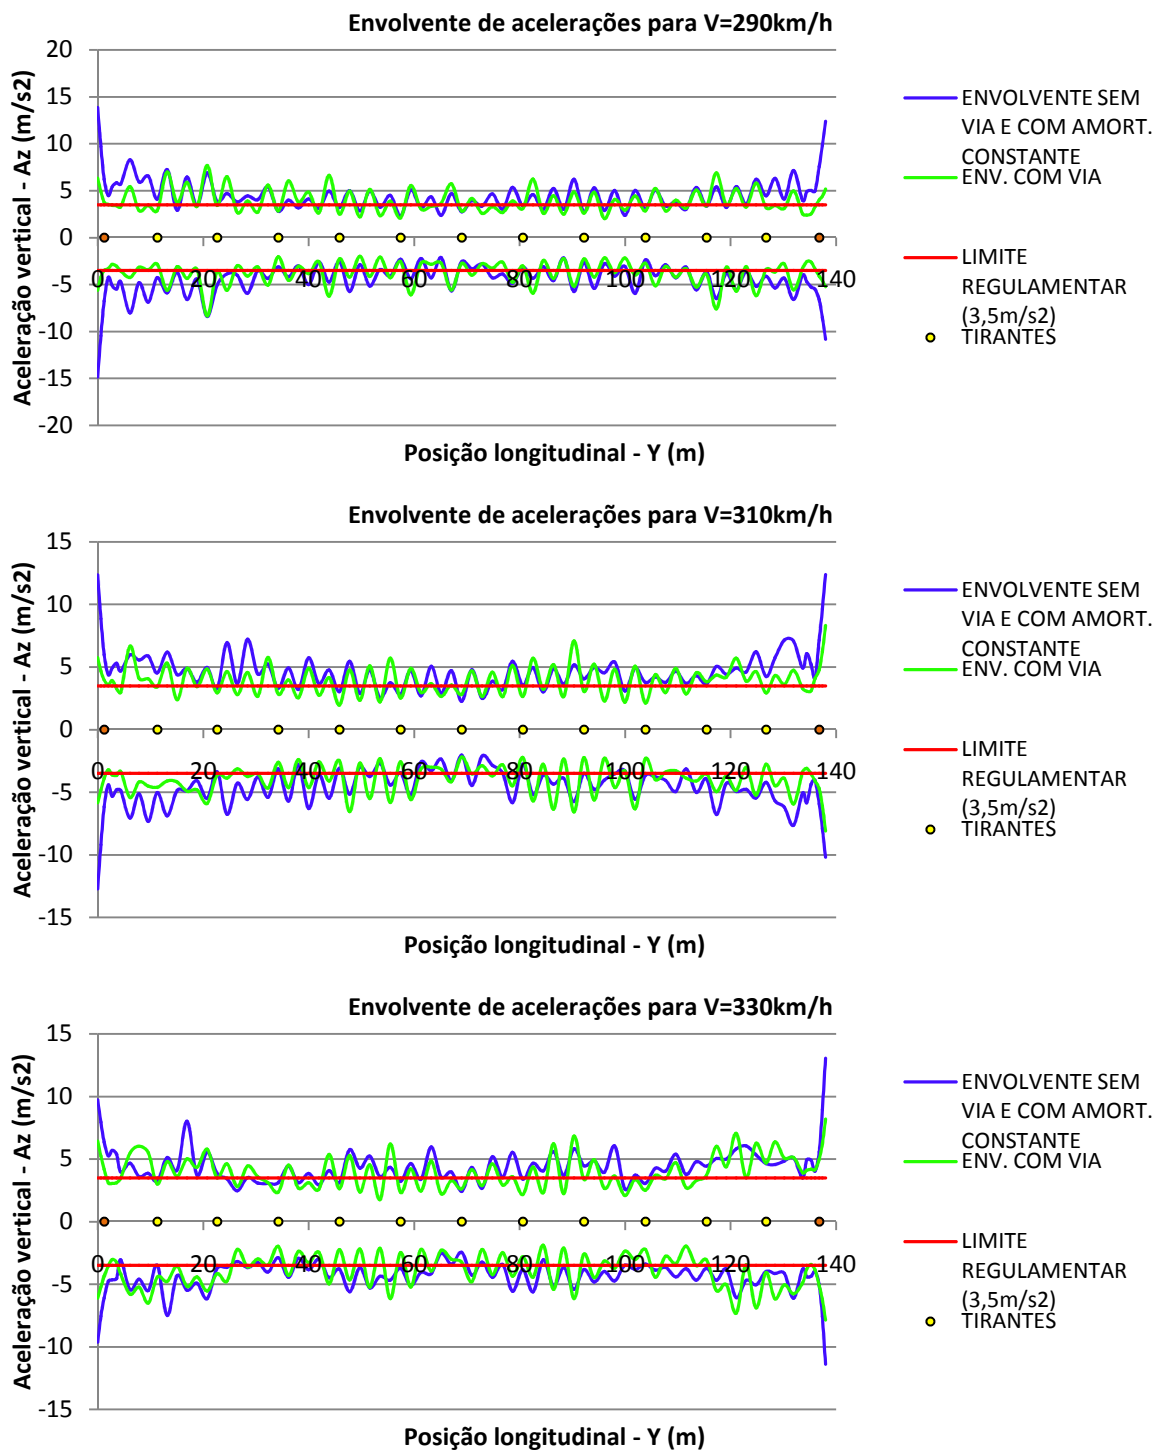 Envolvente de acelerações para V=290km/h
Aceleração vertical - Az (m/s2)
20
15
10
5
0
-5
-10
-15
-20
0
20
40
60
80
100
120
140
Posição longitudinal - Y (m)
ENVOLVENTE SEM
VIA E COM AMORT.
CONSTANTE
ENV. COM VIA
LIMITE
REGULAMENTAR
(3,5m/s2)
TIRANTES
Envolvente de acelerações para V=310km/h
Aceleração vertical - Az (m/s2)
15
10
5
0
-5
-10
-15
0
20
40
60
80
100
120
140
Posição longitudinal - Y (m)
ENVOLVENTE SEM
VIA E COM AMORT.
CONSTANTE
ENV. COM VIA
LIMITE
REGULAMENTAR
(3,5m/s2)
TIRANTES
Envolvente de acelerações para V=330km/h
Aceleração vertical - Az (m/s2)
15
10
5
0
-5
-10
-15
0
20
40
60
80
100
120
140
Posição longitudinal - Y (m)
ENVOLVENTE SEM
VIA E COM AMORT.
CONSTANTE
ENV. COM VIA
LIMITE
REGULAMENTAR
(3,5m/s2)
TIRANTES